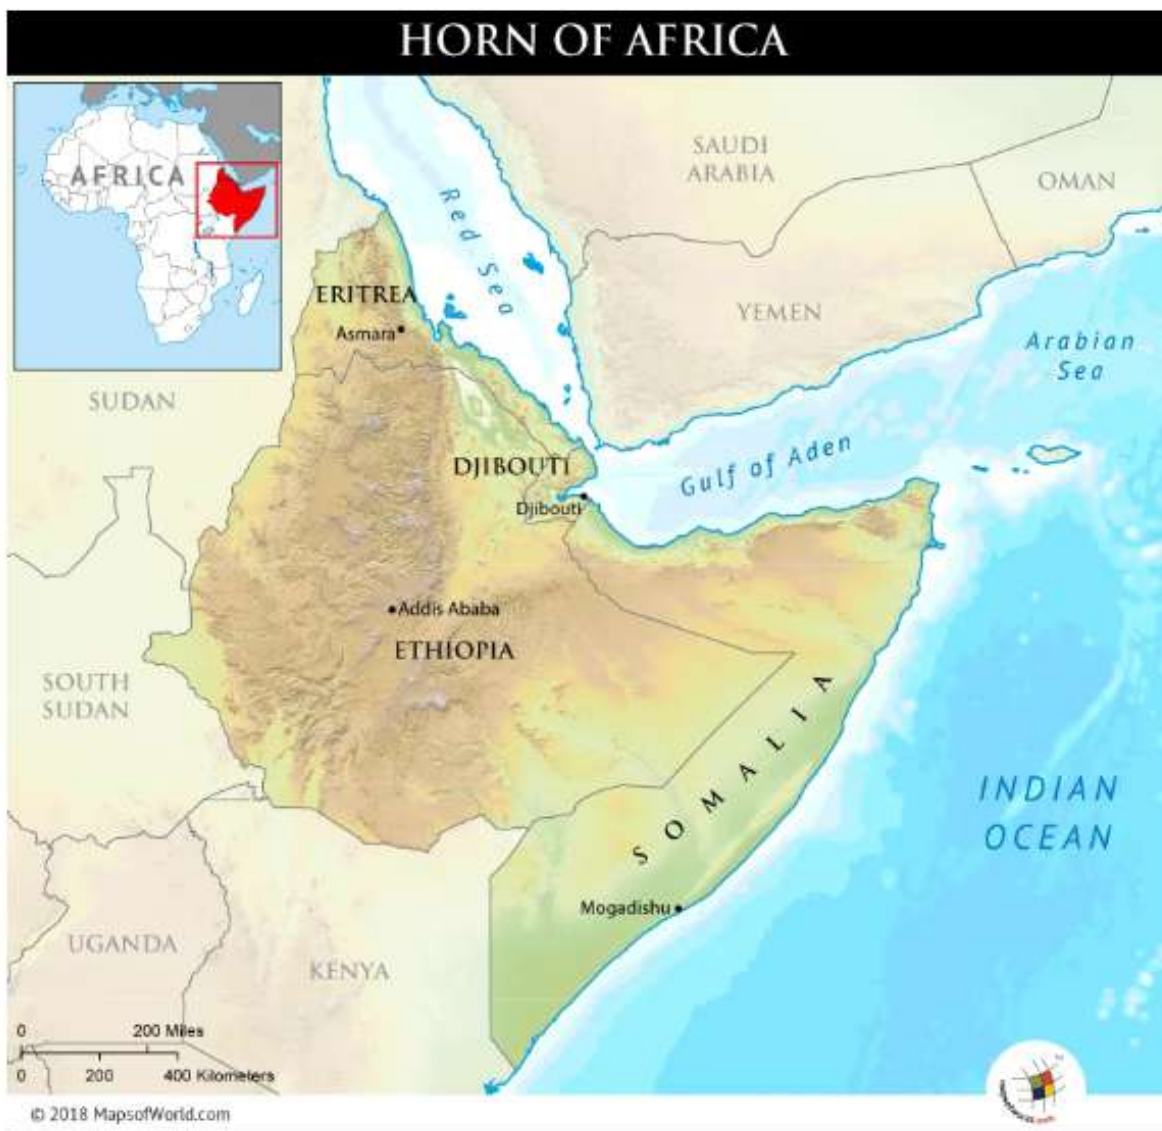 HORN OF AFRICA
AFRICA
SAUDI
ARABIA
OMAN
Red Sea
ERITREA
Asmara
YEMEN
Arabian
Sea
SUDAN
DJIBOUTI
Gulf of Aden
Djibouti
Addis Ababa
ETHIOPIA
SOUTH
SUDAN
SOMALIA
INDIAN
OCEAN
Mogadishu
UGANDA
KENYA
0 200 Miles
0 200 400 Kilometers
© 2018 MapsofWorld.com